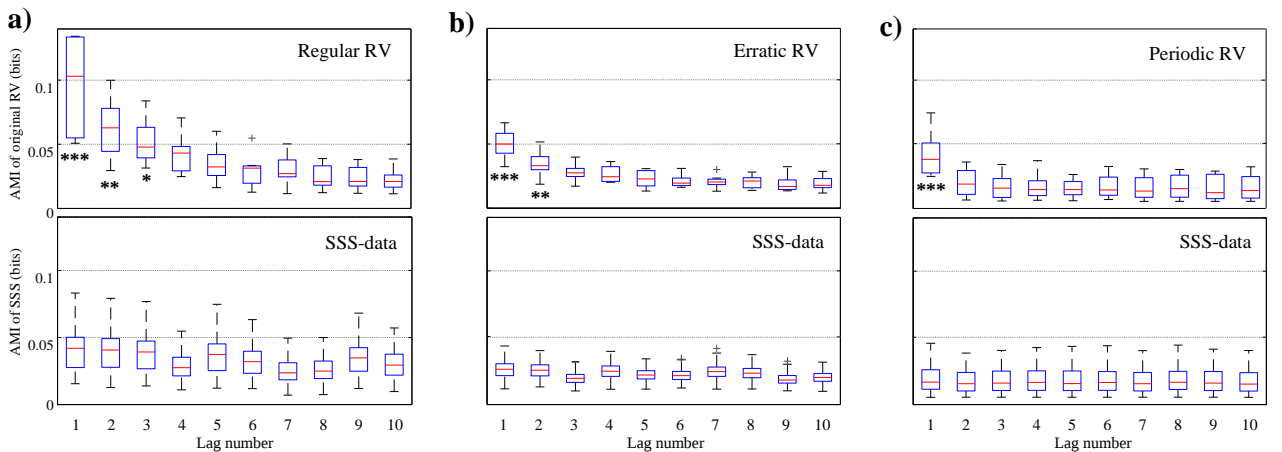 a)
Regular RV
AMI of original RV (bits)
0.1
0.05
0
***
**
*
SSS-data
AMI of SSS (bits)
0.1
0.05
0
1 2 3 4 5 6 7 8 9 10
Lag number
b)
Erratic RV
***
**
SSS-data
1 2 3 4 5 6 7 8 9 10
Lag number
c)
Periodic RV
***
SSS-data
1 2 3 4 5 6 7 8 9 10
Lag number